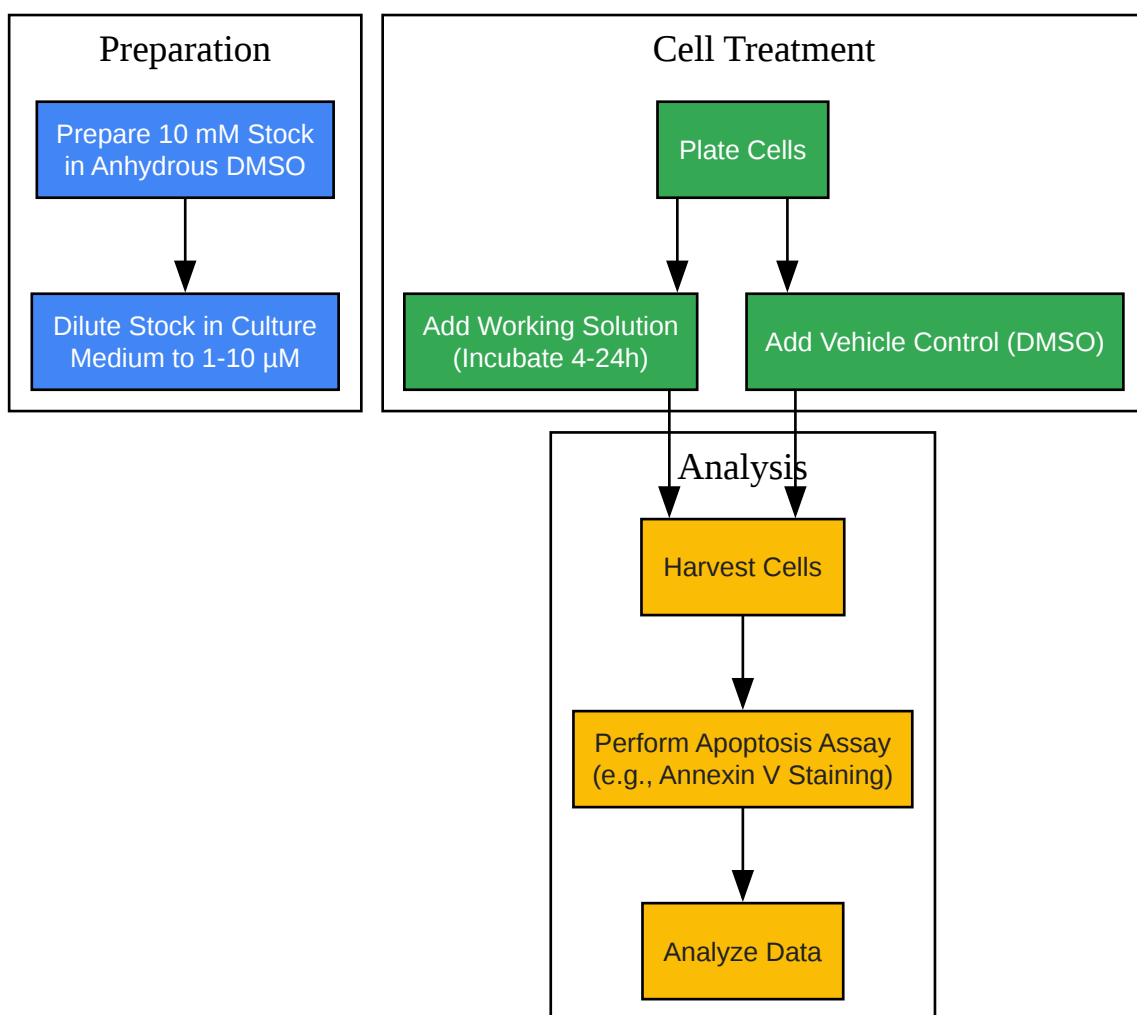 Preparation
Prepare 10 mM Stock
in Anhydrous DMSO
Dilute Stock in Culture
Medium to 1-10 µM
Cell Treatment
Plate Cells
Add Working Solution
(Incubate 4-24h)
Add Vehicle Control (DMSO)
Analysis
Harvest Cells
Perform Apoptosis Assay
(e.g., Annexin V Staining)
Analyze Data